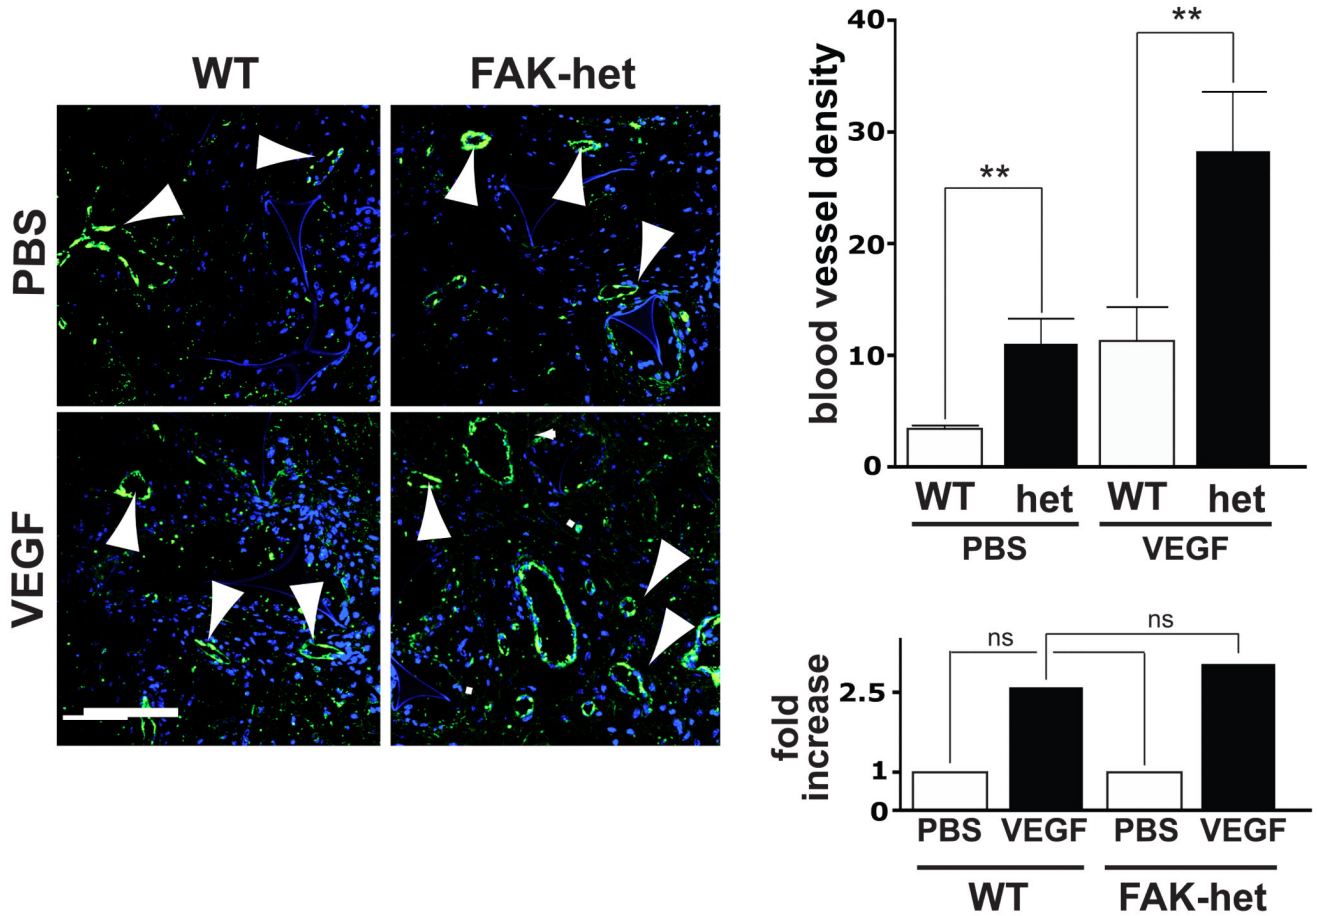 WT FAK-het
PBS
VEGF
blood vessel density
40
30
20
10
0
**
**
WT het WT het
PBS VEGF
fold
increase
2.5
1
0
ns
ns
PBS VEGF PBS VEGF
WT FAK-het